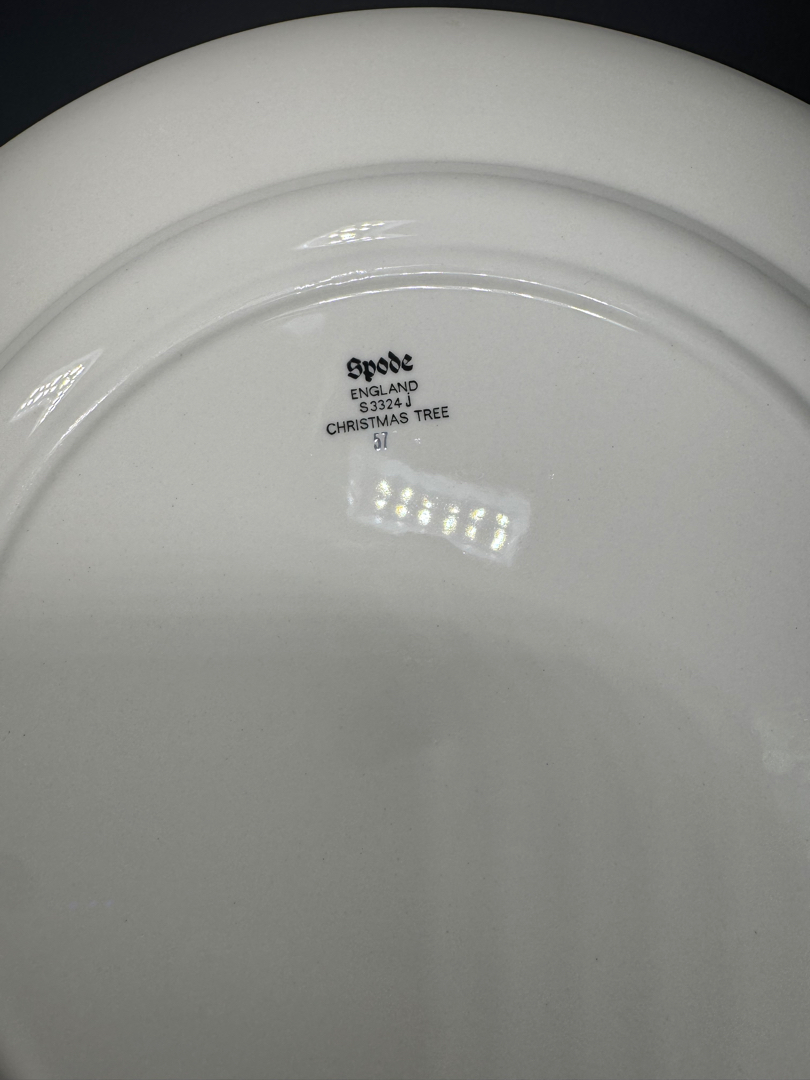 Spode
ENGLAND
S3324 j
CHRISTMAS TREE
57